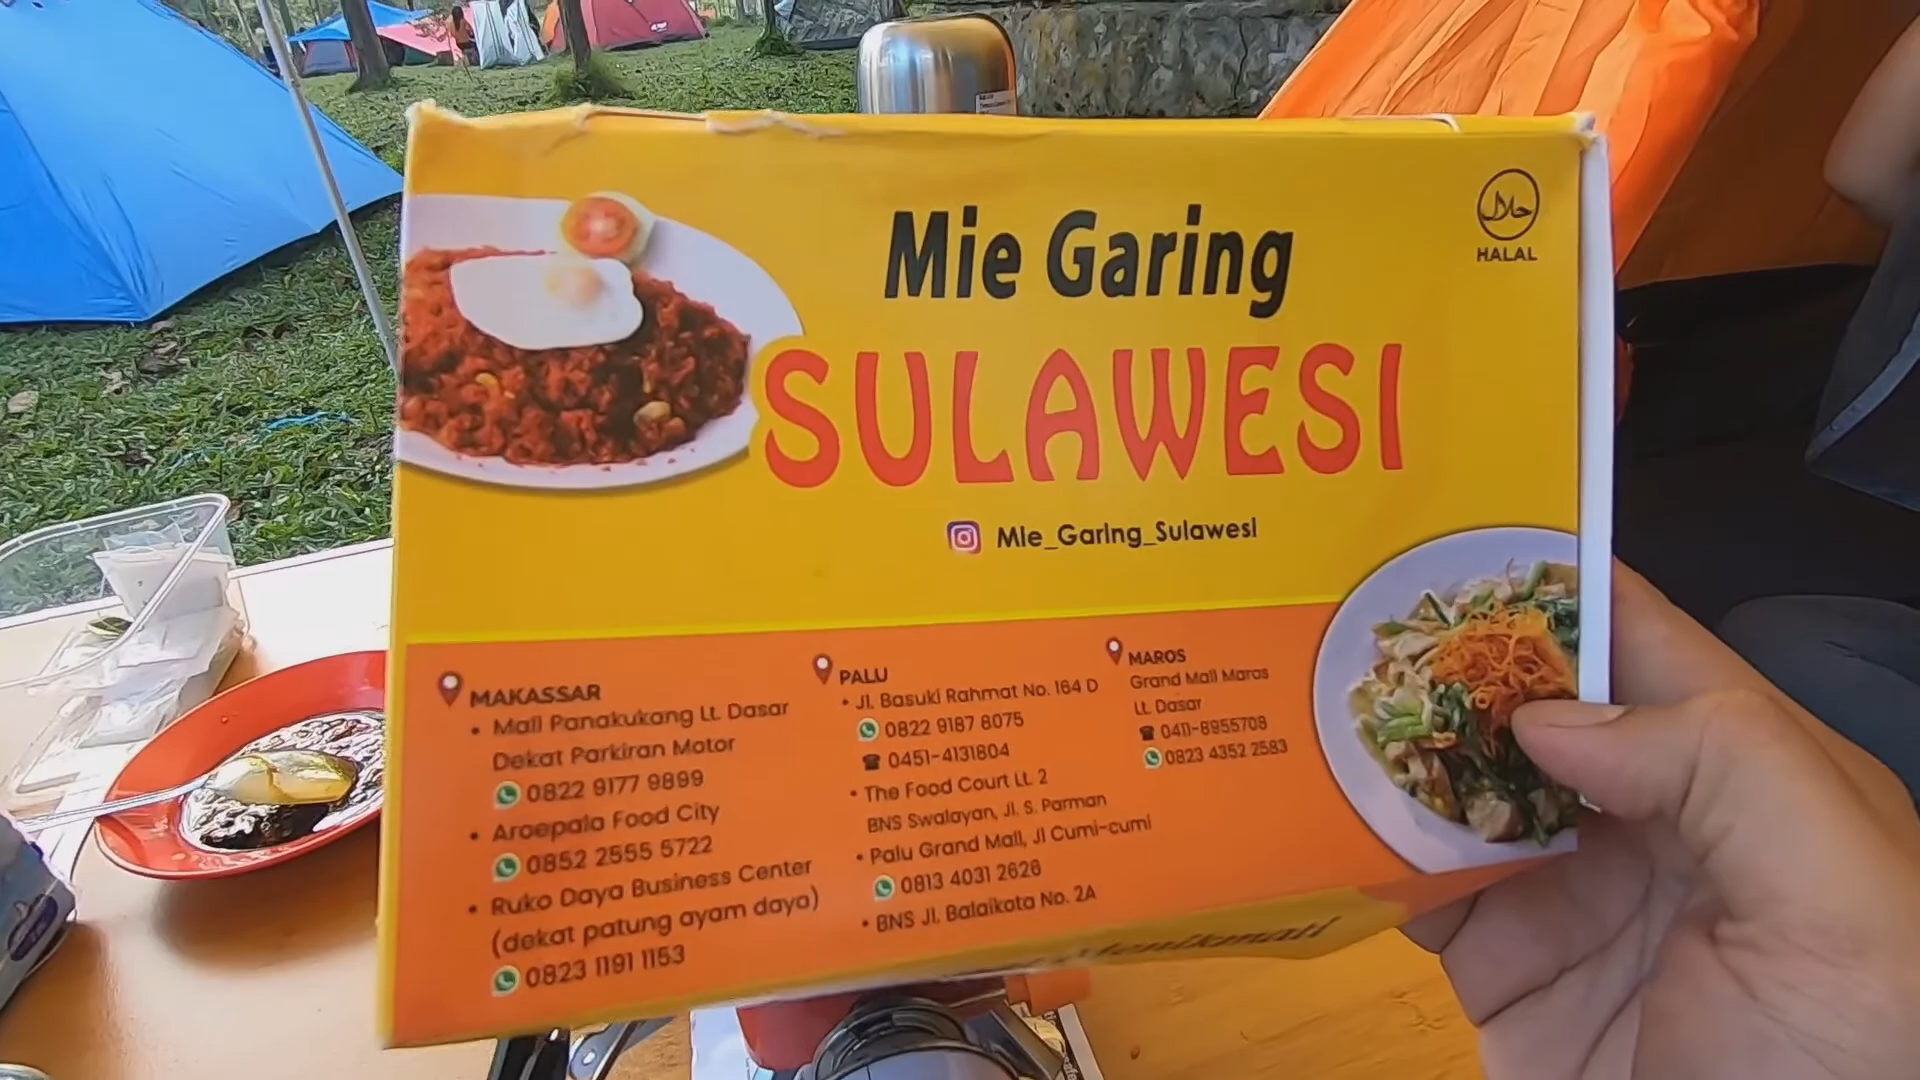 Mie Garing
SULAWESI
حلال
HALAL
Mie_Garing_Sulawesi
MAKASSAR
• Mall Panakukang Lt. Dasar
Dekat Parkiran Motor
0822 9177 9899
• Aroepala Food City
0852 2555 5722
• Ruko Daya Business Center
(dekat patung ayam daya)
0823 1191 1153
PALU
• Jl. Basuki Rahmat No. 164 D
0822 9187 8075
0451-4131804
• The Food Court Lt. 2
BNS Swalayan, Jl. S. Parman
• Palu Grand Mall, Jl Cumi-cumi
0813 4031 2626
• BNS Jl. Balaikota No. 2A
MAROS
Grand Mall Maros
Lt. Dasar
0411-8955708
0823 4352 2583
Menikmati